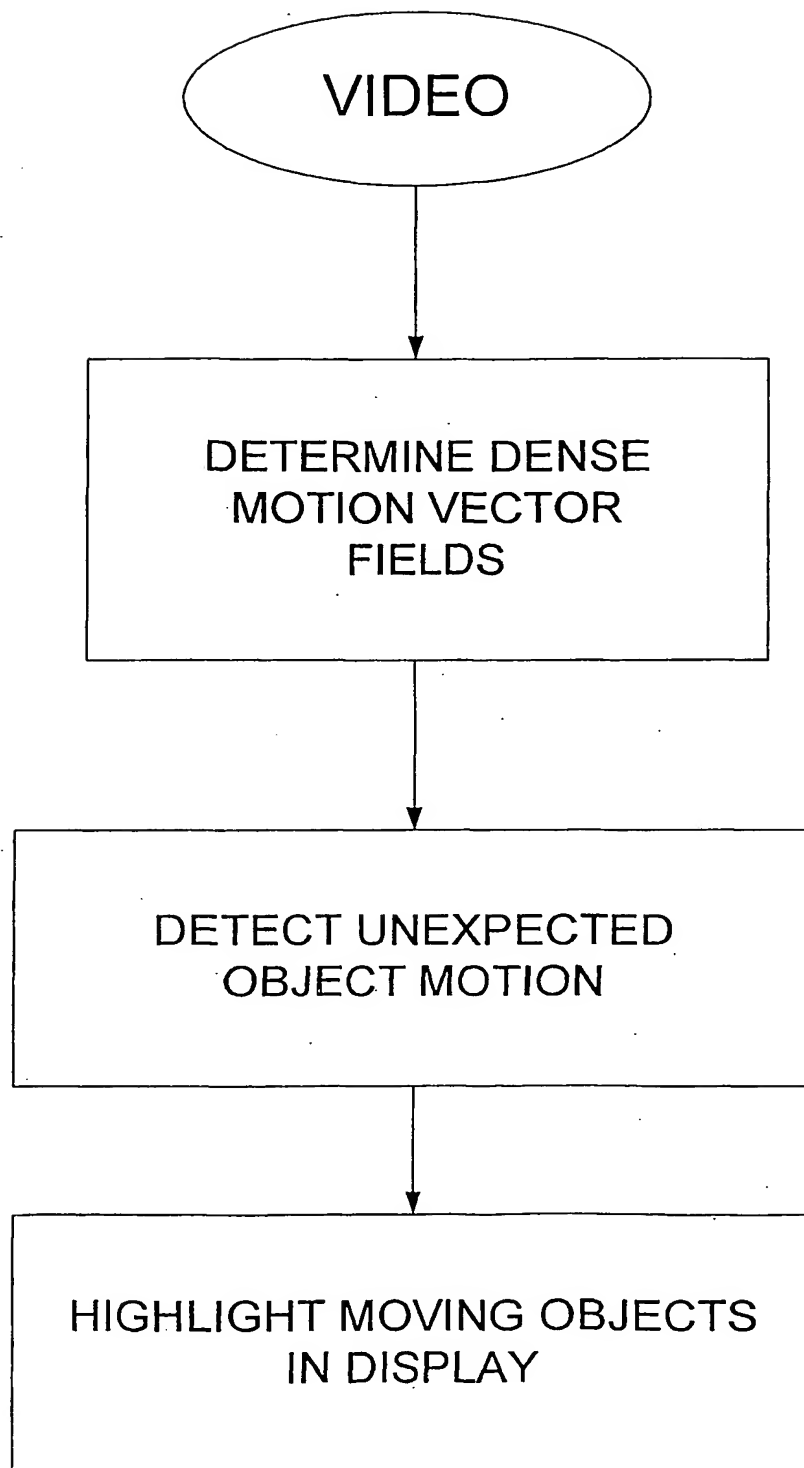 VIDEO
DETERMINE DENSE
MOTION VECTOR
FIELDS
DETECT UNEXPECTED
OBJECT MOTION
HIGHLIGHT MOVING OBJECTS
IN DISPLAY